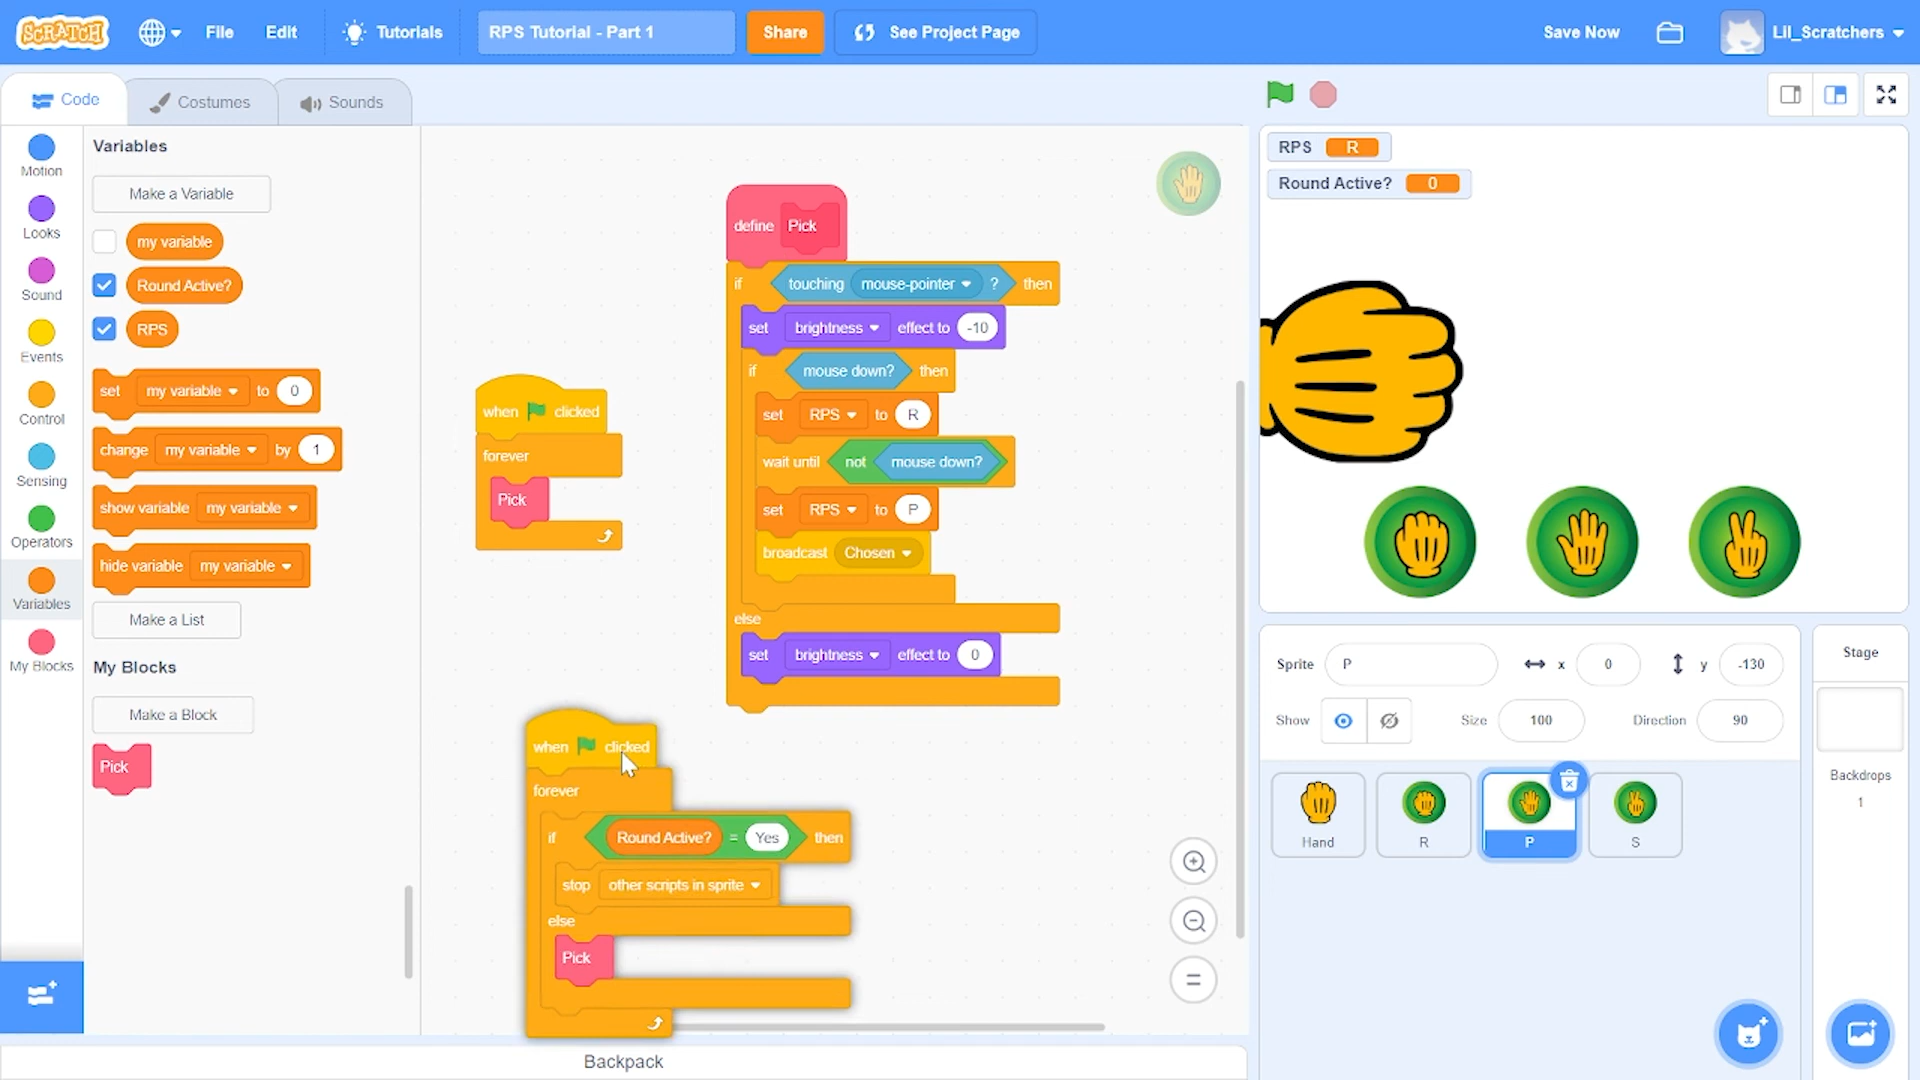 SCRATCH File Edit Tutorials RPS Tutorial - Part 1 Share See Project Page Save Now Lil_Scratchers
Code Costumes Sounds
Motion
Looks
Sound
Events
Control
Sensing
Operators
Variables
My Blocks
Variables
Make a Variable
my variable
Round Active?
RPS
set my variable to 0
change my variable by 1
show variable my variable
hide variable my variable
Make a List
My Blocks
Make a Block
Pick
when clicked
forever
Pick
define Pick
if touching mouse-pointer ? then
set brightness effect to -10
if mouse down? then
set RPS to R
wait until not mouse down?
set RPS to P
broadcast Chosen
else
set brightness effect to 0
when clicked
forever
if Round Active? = Yes then
stop other scripts in sprite
else
Pick
Backpack
RPS R
Round Active? 0
Sprite P x 0 y -130
Show Size 100 Direction 90
Hand R P S
Stage
Backdrops
1